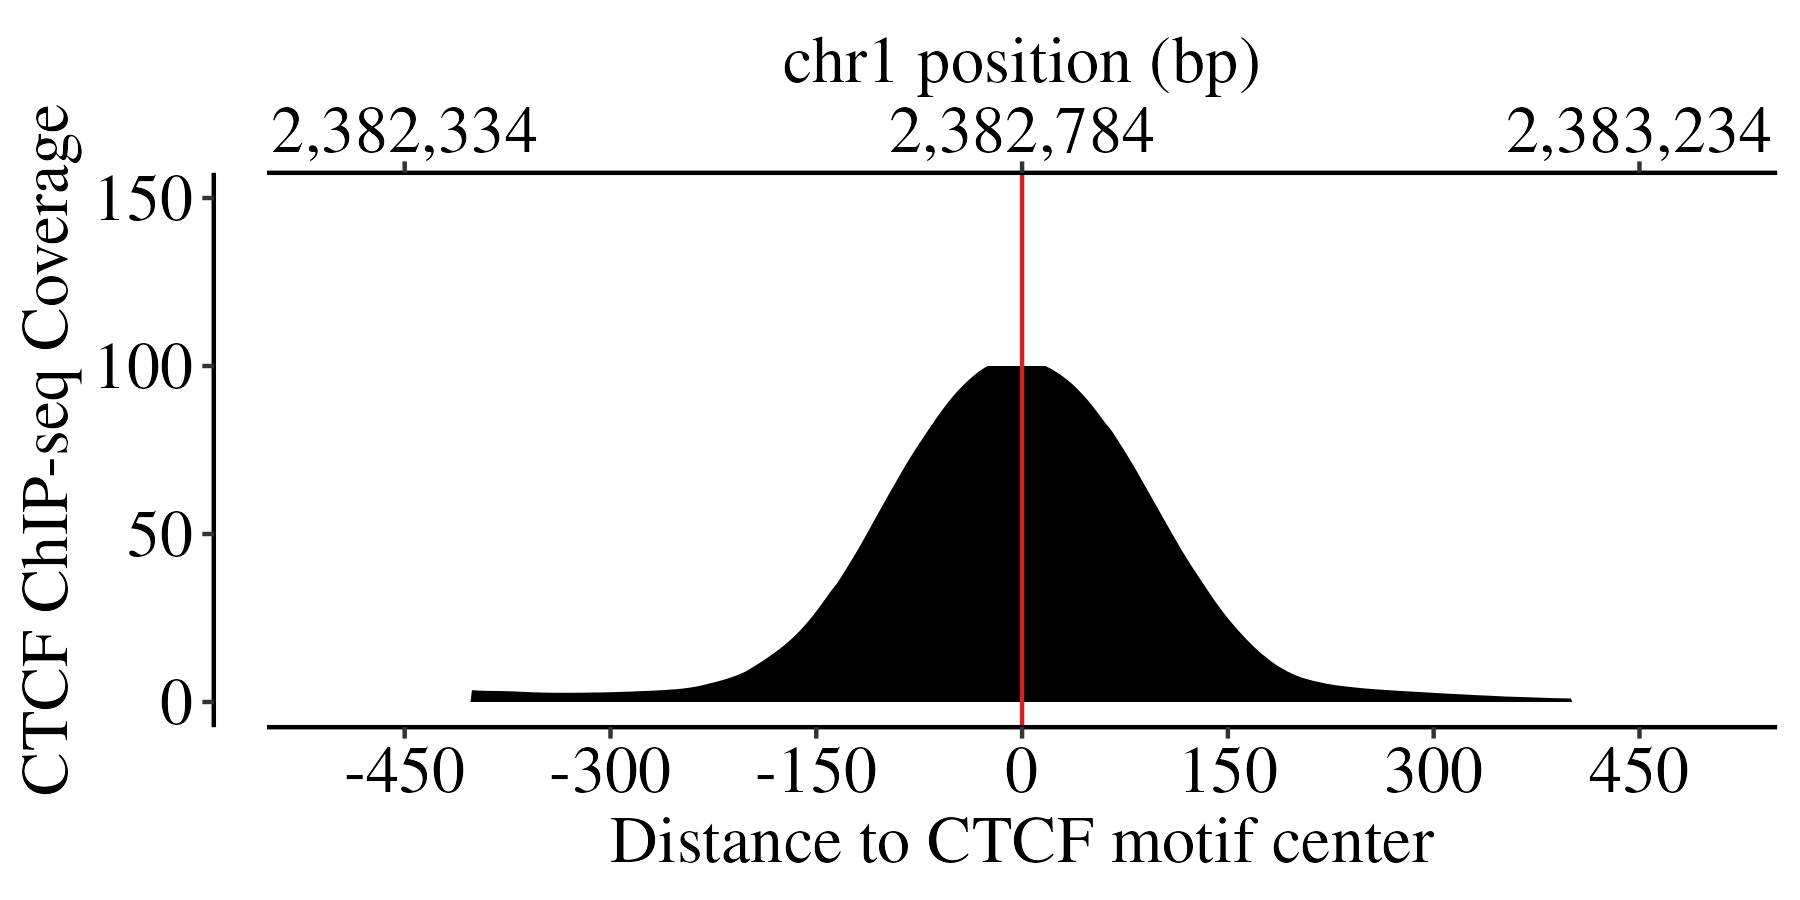 chr1 position (bp)
2,382,334 2,382,784 2,383,234
CTCF ChIP-seq Coverage
150
100
50
0
-450 -300 -150 0 150 300 450
Distance to CTCF motif center